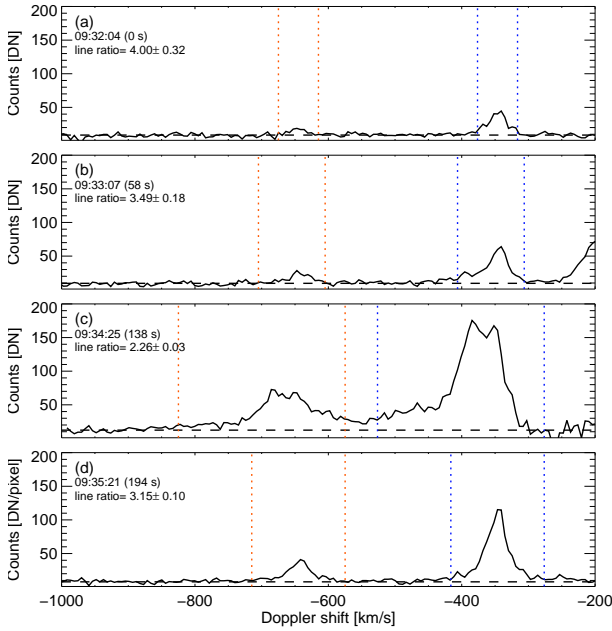 200
150
100
50
Counts [DN]
(a)
09:32:04 (0 s)
line ratio= 4.00± 0.32
200
150
100
50
Counts [DN]
(b)
09:33:07 (58 s)
line ratio= 3.49± 0.18
200
150
100
50
Counts [DN]
(c)
09:34:25 (138 s)
line ratio= 2.26± 0.03
200
150
100
50
Counts [DN/pixel]
(d)
09:35:21 (194 s)
line ratio= 3.15± 0.10
−1000 −800 −600 −400 −200
Doppler shift [km/s]